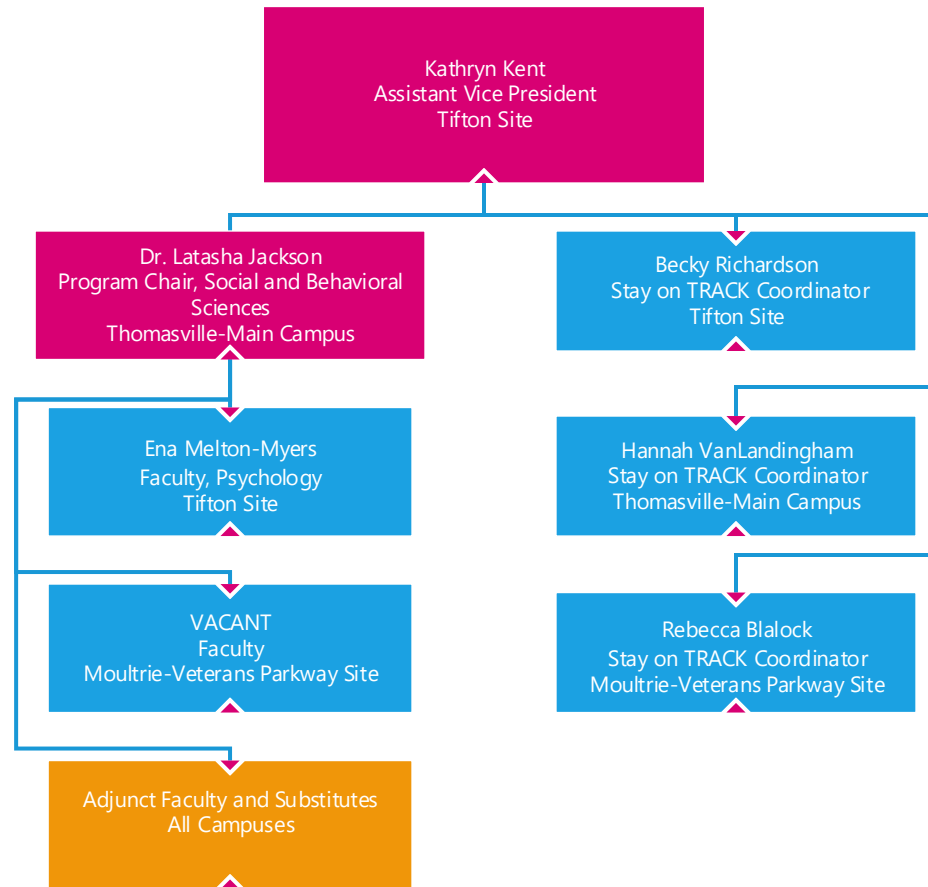 Kathryn Kent
Assistant Vice President
Tifton Site
Dr. Latasha Jackson
Program Chair, Social and Behavioral
Sciences
Thomasville-Main Campus
Becky Richardson
Stay on TRACK Coordinator
Tifton Site
Ena Melton-Myers
Faculty, Psychology
Tifton Site
Hannah VanLandingham
Stay on TRACK Coordinator
Thomasville-Main Campus
VACANT
Faculty
Moultrie-Veterans Parkway Site
Rebecca Blalock
Stay on TRACK Coordinator
Moultrie-Veterans Parkway Site
Adjunct Faculty and Substitutes
All Campuses